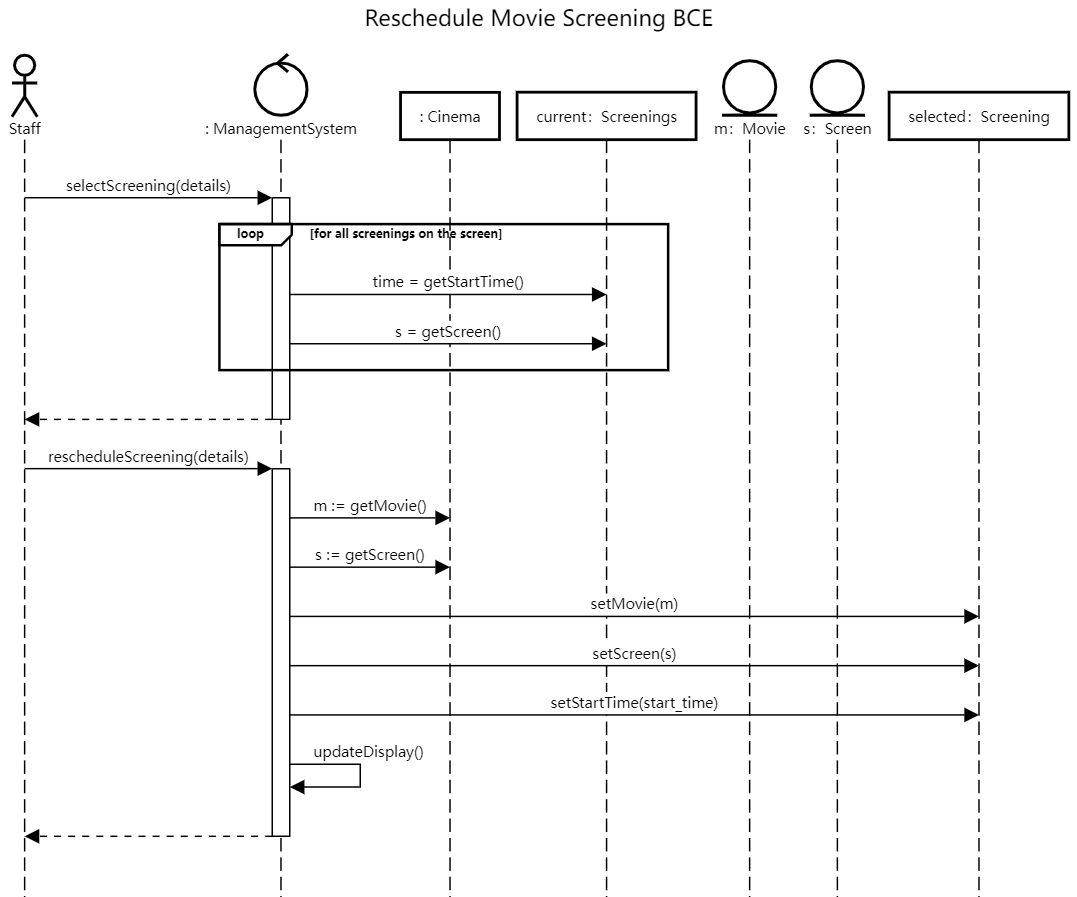 Reschedule Movie Screening BCE
Staff
: ManagementSystem
: Cinema
current: Screenings
m: Movie
s: Screen
selected: Screening
selectScreening(details)
loop
[for all screenings on the screen]
time = getStartTime()
s = getScreen()
rescheduleScreening(details)
m := getMovie()
s := getScreen()
setMovie(m)
setScreen(s)
setStartTime(start_time)
updateDisplay()